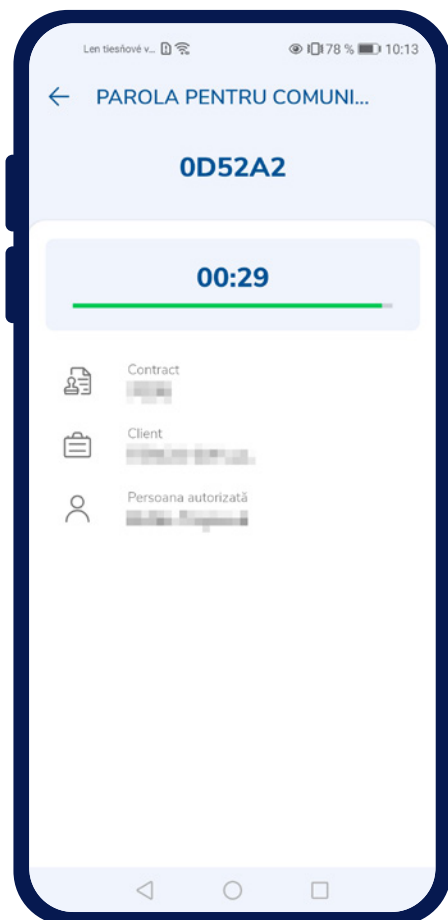 Len tiesňové v... 78 % 10:13
PAROLA PENTRU COMUNI...
0D52A2
00:29
Contract
Client
Persoana autorizată